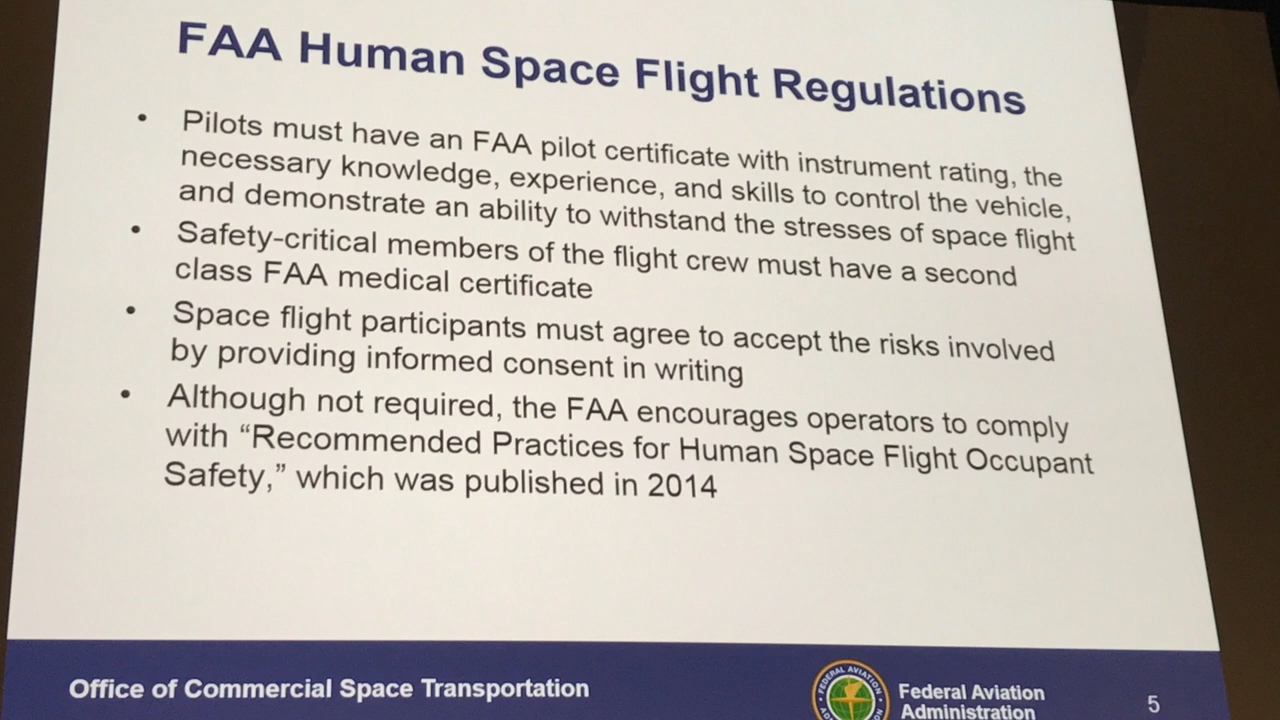 FAA Human Space Flight Regulations
• Pilots must have an FAA pilot certificate with instrument rating, the
necessary knowledge, experience, and skills to control the vehicle,
and demonstrate an ability to withstand the stresses of space flight
• Safety-critical members of the flight crew must have a second
class FAA medical certificate
• Space flight participants must agree to accept the risks involved
by providing informed consent in writing
• Although not required, the FAA encourages operators to comply
with “Recommended Practices for Human Space Flight Occupant
Safety,” which was published in 2014
Office of Commercial Space Transportation
FEDERAL AVIATION
Federal Aviation
Administration
5